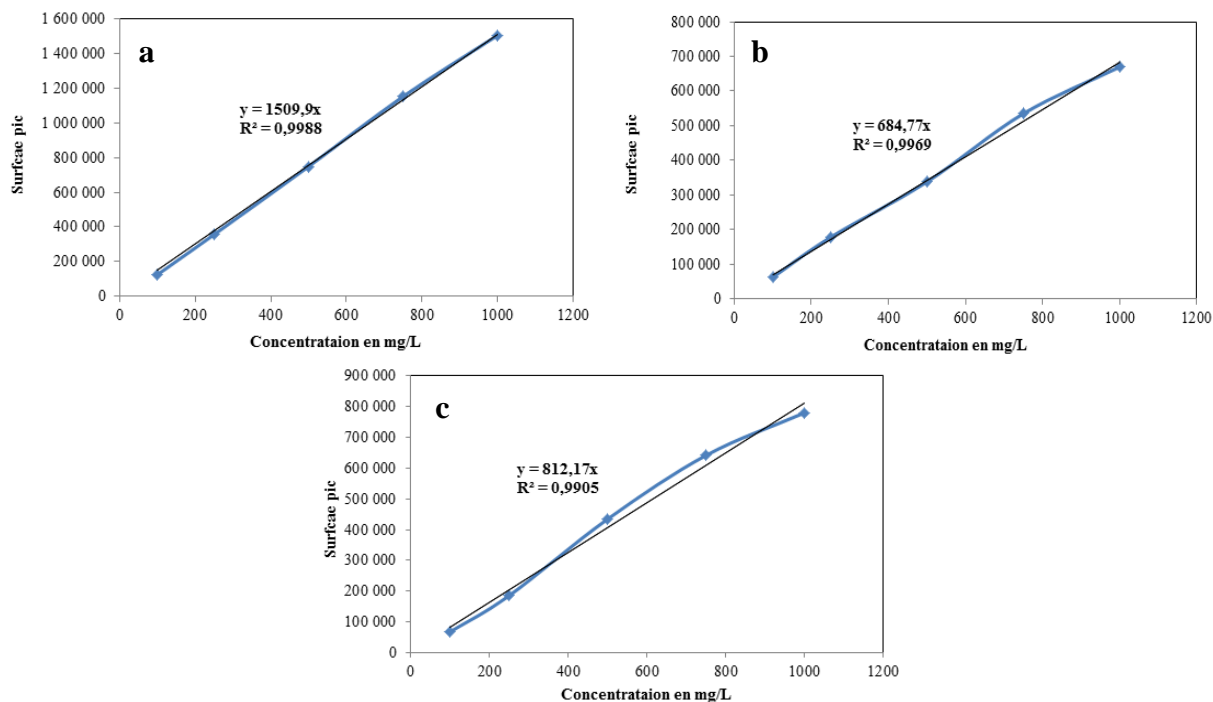 a
y = 1509,9x
R² = 0,9988
Surfcae pic
1 600 000
1 400 000
1 200 000
1 000 000
800 000
600 000
400 000
200 000
0
0 200 400 600 800 1000 1200
Concentrataion en mg/L
b
y = 684,77x
R² = 0,9969
Surfcae pic
800 000
700 000
600 000
500 000
400 000
300 000
200 000
100 000
0
0 200 400 600 800 1000 1200
Concentrataion en mg/L
c
y = 812,17x
R² = 0,9905
Surfcae pic
900 000
800 000
700 000
600 000
500 000
400 000
300 000
200 000
100 000
0
0 200 400 600 800 1000 1200
Concentrataion en mg/L